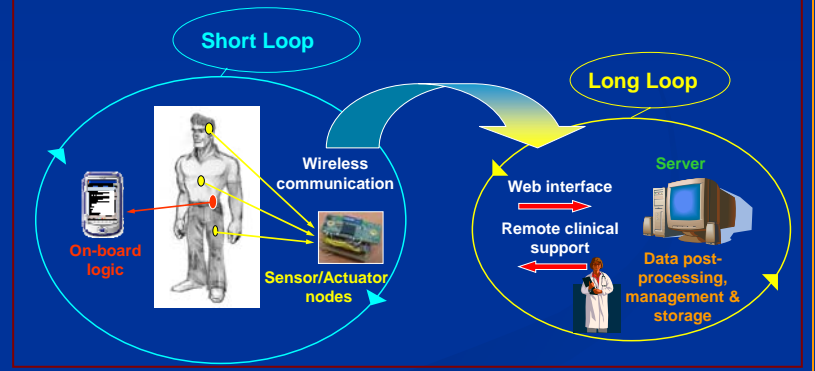 Short Loop
Long Loop
Wireless
communication
On-board
logic
Sensor/Actuator
nodes
Server
Web interface
Remote clinical
support
Data post-
processing,
management &
storage